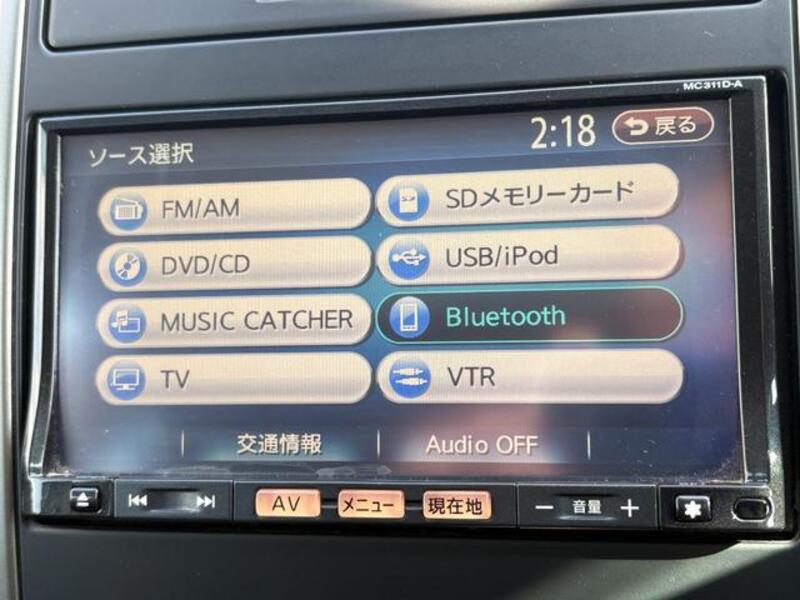 MC311D-A
ソース選択
2:18
戻る
FM/AM
SDメモリーカード
DVD/CD
USB/iPod
MUSIC CATCHER
Bluetooth
TV
VTR
交通情報
Audio OFF
AV
メニュー
現在地
− 音量 +